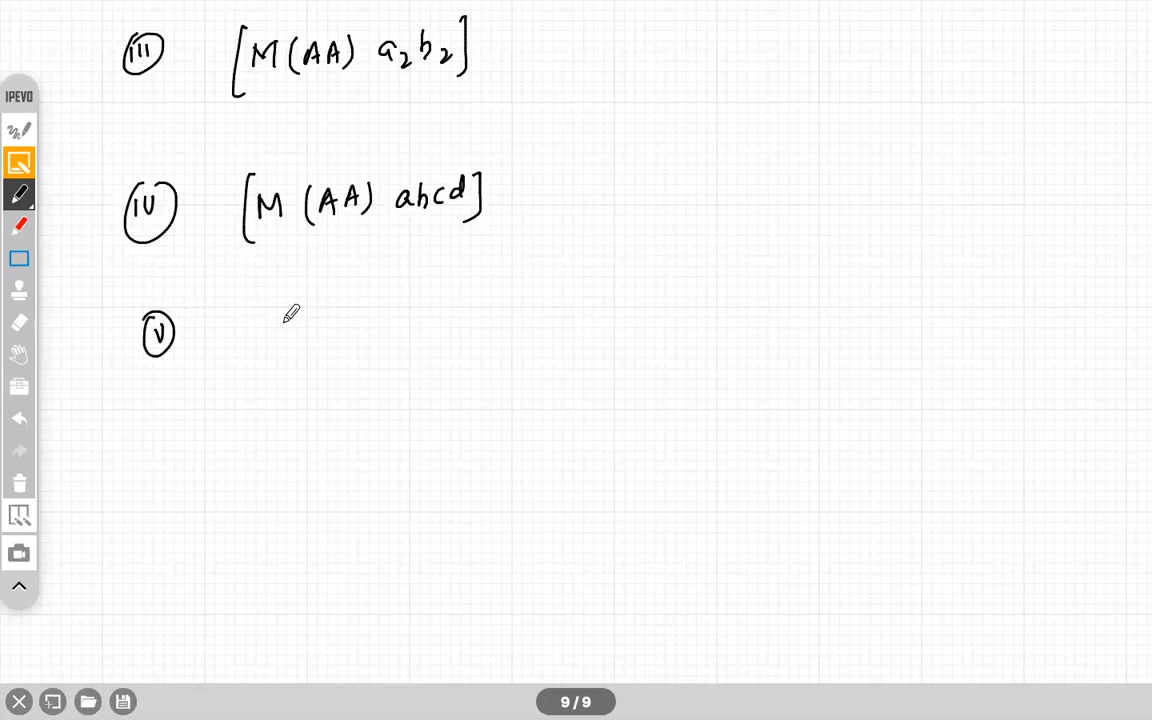 (iii) [M(AA) a₂b₂]
IPEVO
(iv) [M (AA) abcd]
(v)
9/9